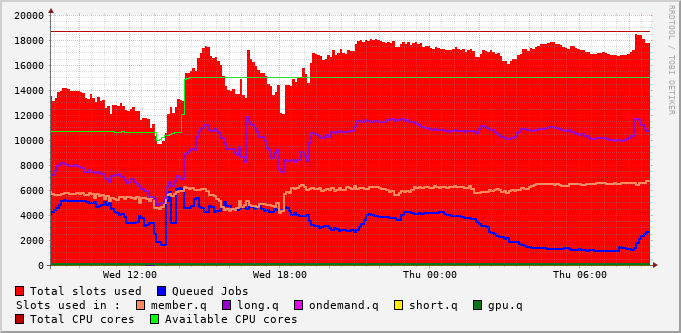 20000
18000
16000
14000
12000
10000
8000
6000
4000
2000
0
Wed 12:00 Wed 18:00 Thu 00:00 Thu 06:00
RRDTOOL / TOBI OETIKER
Total slots used Queued Jobs
Slots used in : member.q long.q ondemand.q short.q gpu.q
Total CPU cores Available CPU cores